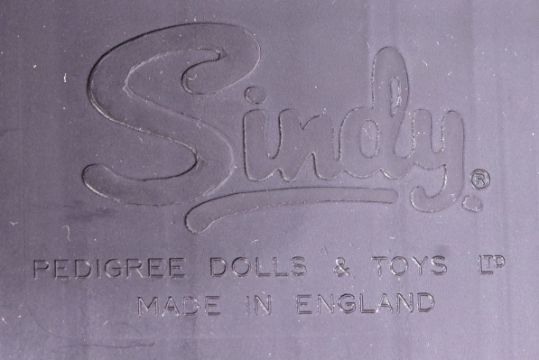 Sindy®
PEDIGREE DOLLS & TOYS LTD
MADE IN ENGLAND